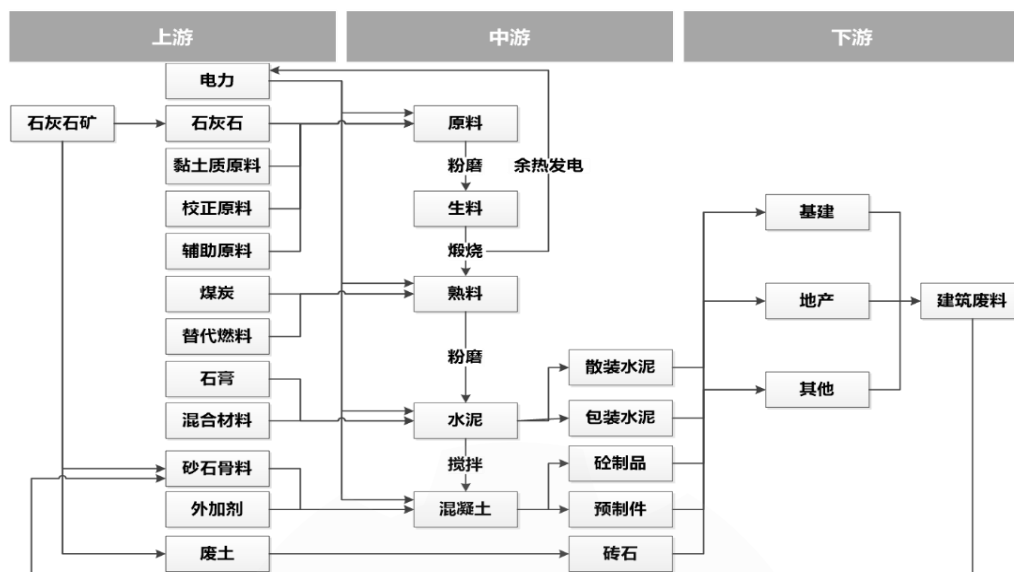 上游
中游
下游
电力
石灰石矿
石灰石
原料
黏土质原料
粉磨
余热发电
校正原料
生料
基建
辅助原料
煅烧
煤炭
熟料
地产
建筑废料
替代燃料
粉磨
散装水泥
石膏
其他
混合材料
水泥
包装水泥
砂石骨料
搅拌
砼制品
外加剂
混凝土
预制件
废土
砖石